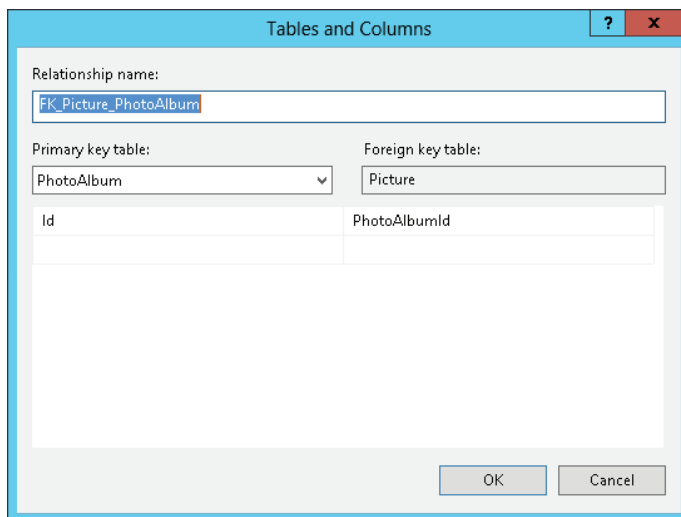 Tables and Columns
? x
Relationship name:
FK_Picture_PhotoAlbum
Primary key table: Foreign key table:
PhotoAlbum Picture
Id PhotoAlbumId
OK Cancel